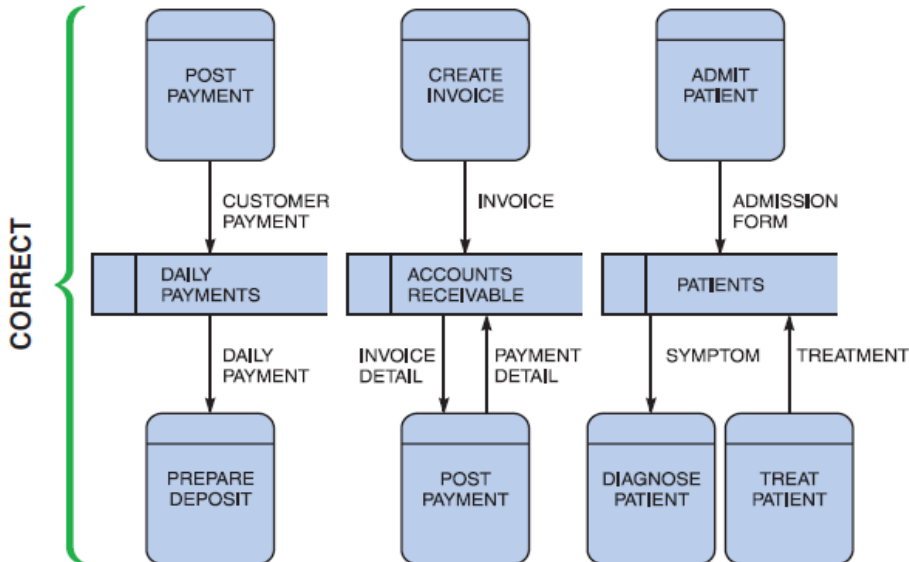 CORRECT
POST
PAYMENT
CREATE
INVOICE
ADMIT
PATIENT
CUSTOMER
PAYMENT
INVOICE
ADMISSION
FORM
DAILY
PAYMENTS
ACCOUNTS
RECEIVABLE
PATIENTS
DAILY
PAYMENT
INVOICE
DETAIL
PAYMENT
DETAIL
SYMPTOM
TREATMENT
PREPARE
DEPOSIT
POST
PAYMENT
DIAGNOSE
PATIENT
TREAT
PATIENT